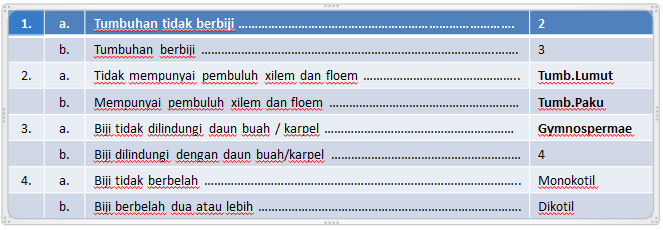 1. a. Tumbuhan tidak berbiji ............................................................ 2
b. Tumbuhan berbiji ............................................................ 3
2. a. Tidak mempunyai pembuluh xilem dan floem ........................................ Tumb.Lumut
b. Mempunyai pembuluh xilem dan floem ........................................ Tumb.Paku
3. a. Biji tidak dilindungi daun buah / karpel ........................................ Gymnospermae
b. Biji dilindungi dengan daun buah/karpel ........................................ 4
4. a. Biji tidak berbelah ............................................................ Monokotil
b. Biji berbelah dua atau lebih ............................................................ Dikotil